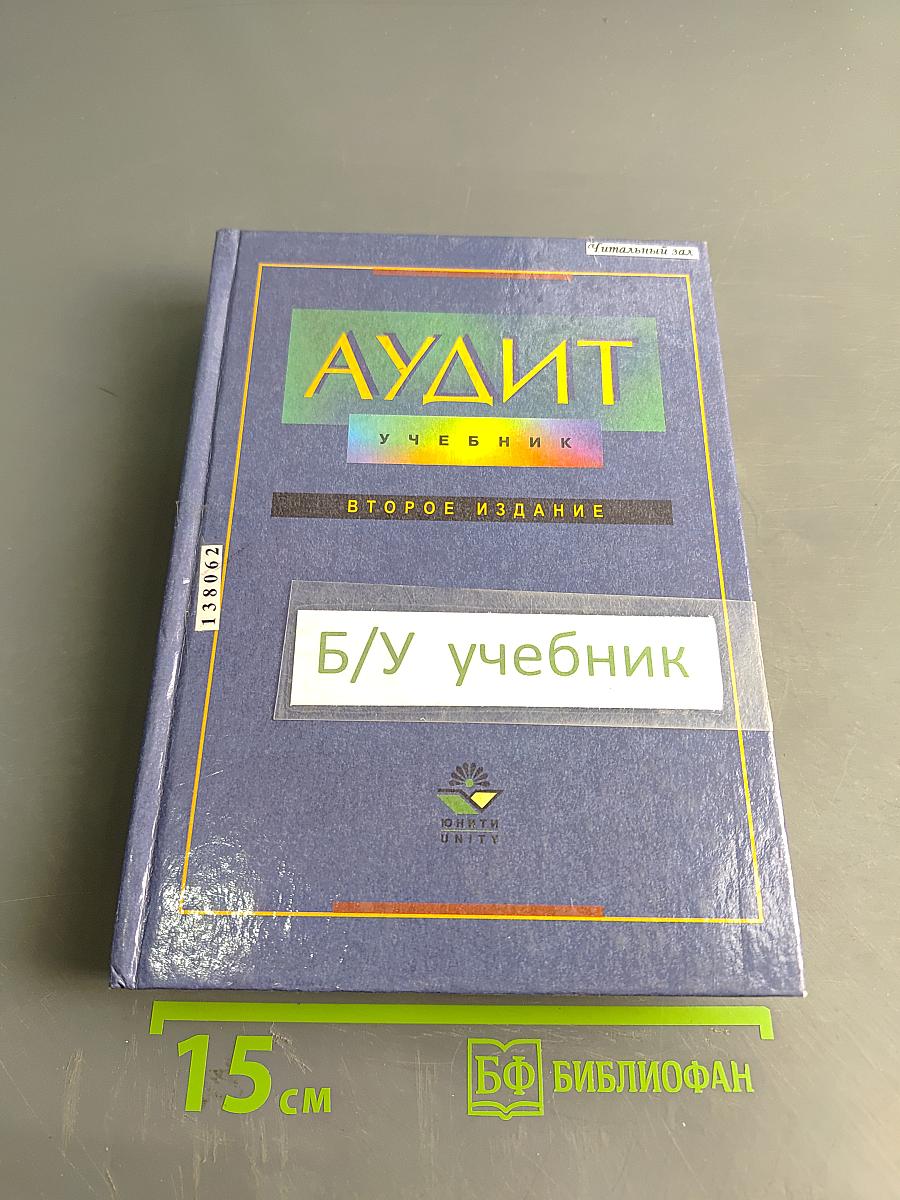 Читальный зал
АУДИТ
УЧЕБНИК
ВТОРОЕ ИЗДАНИЕ
138062
Б/У учебник
ЮНИТИ
UNITY
15 см
БФ БИБЛИОФАН